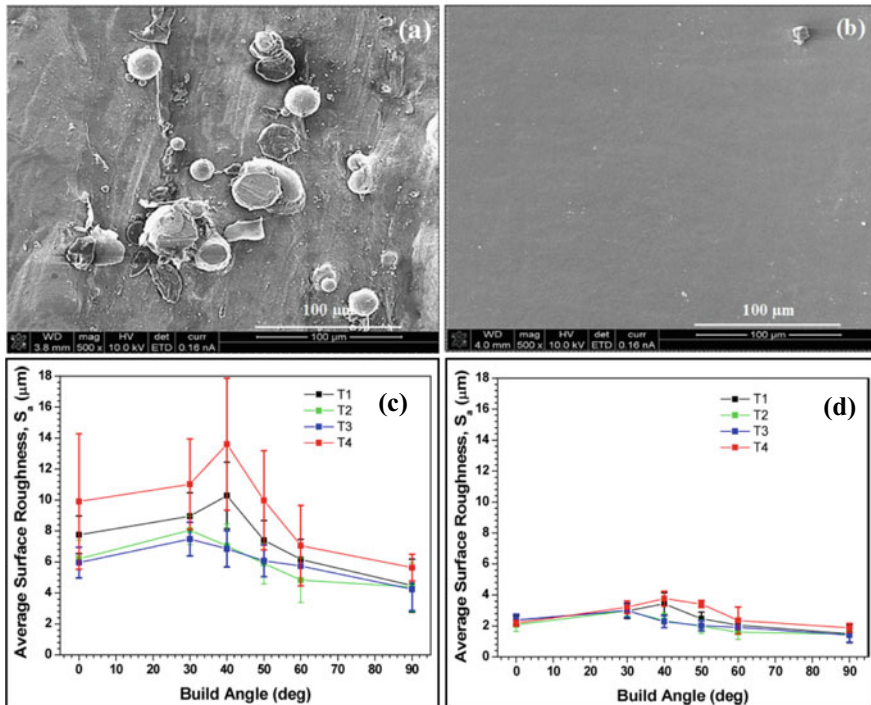 (a)
100 μm
WD mag HV det curr
3.8 mm 500 x 10.0 kV ETD 0.16 nA
100 μm
(b)
100 μm
WD mag HV det curr
4.0 mm 500 x 10.0 kV ETD 0.16 nA
100 μm
(c)
Average Surface Roughness, Sa (μm)
18
16
14
12
10
8
6
4
2
0
0 10 20 30 40 50 60 70 80 90
Build Angle (deg)
T1
T2
T3
T4
(d)
Average Surface Roughness, Sa (μm)
18
16
14
12
10
8
6
4
2
0
0 10 20 30 40 50 60 70 80 90
Build Angle (deg)
T1
T2
T3
T4